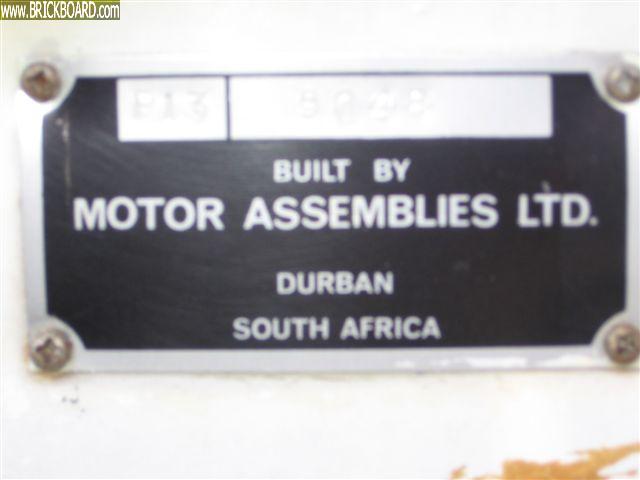 www.BRICKBOARD.com
BUILT BY
MOTOR ASSEMBLIES LTD.
DURBAN
SOUTH AFRICA